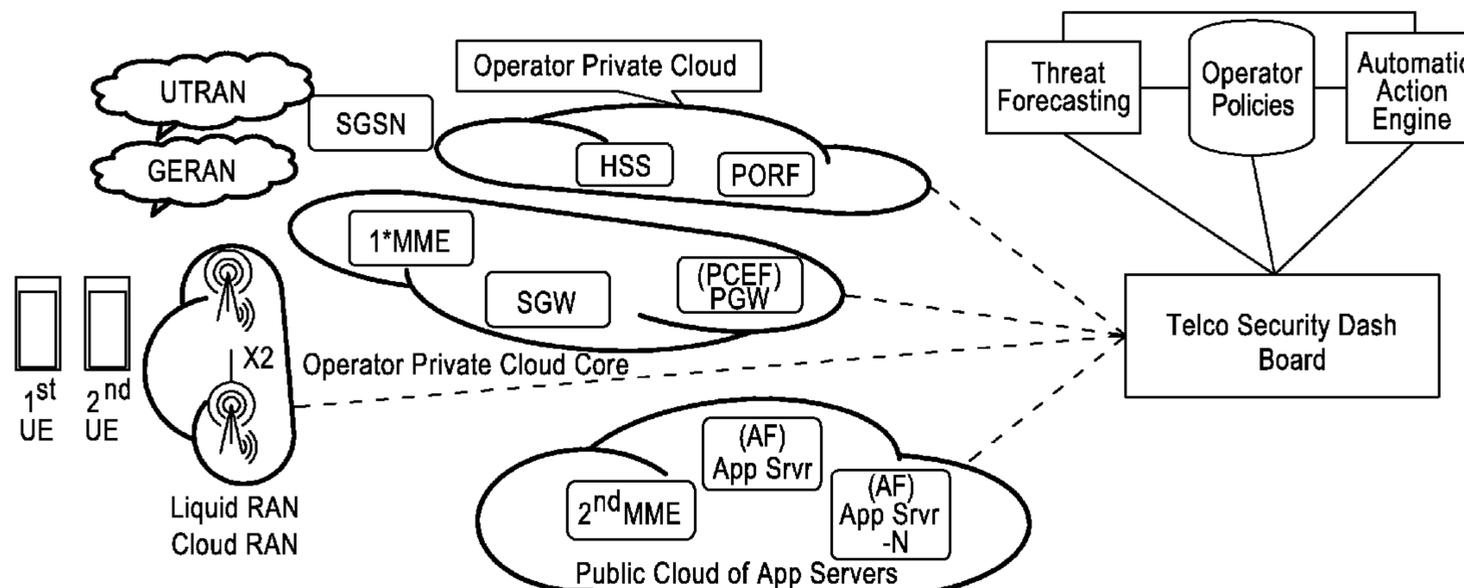 Operator Private Cloud
UTRAN
SGSN
GERAN
HSS
PORF
Threat
Forecasting
Operator
Policies
Automatic
Action
Engine
1*MME
SGW
(PCEF)
PGW
Telco Security Dash
Board
X2
Operator Private Cloud Core
1st
UE
2nd
UE
Liquid RAN
Cloud RAN
(AF)
App Srvr
2ndMME
(AF)
App Srvr
-N
Public Cloud of App Servers